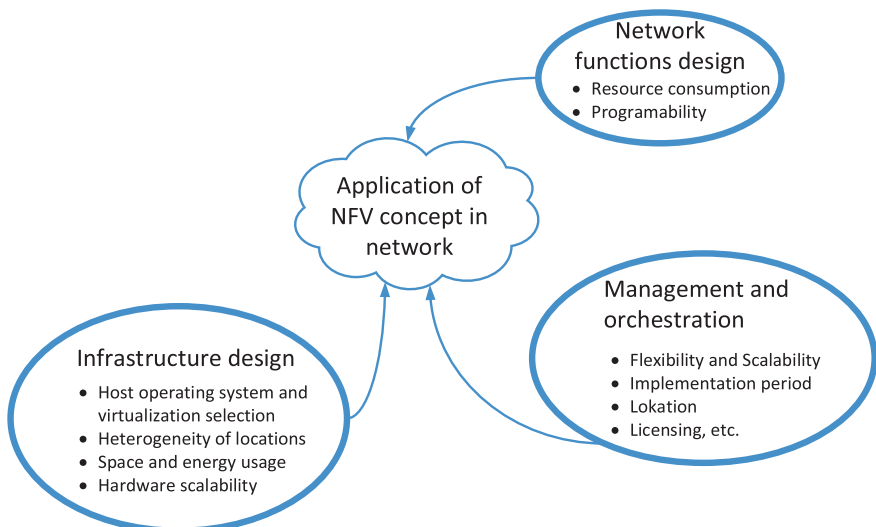 Network
functions design
• Resource consumption
• Programability
Application of
NFV concept in
network
Management and
orchestration
• Flexibility and Scalability
• Implementation period
• Lokation
• Licensing, etc.
Infrastructure design
• Host operating system and
virtualization selection
• Heterogeneity of locations
• Space and energy usage
• Hardware scalability